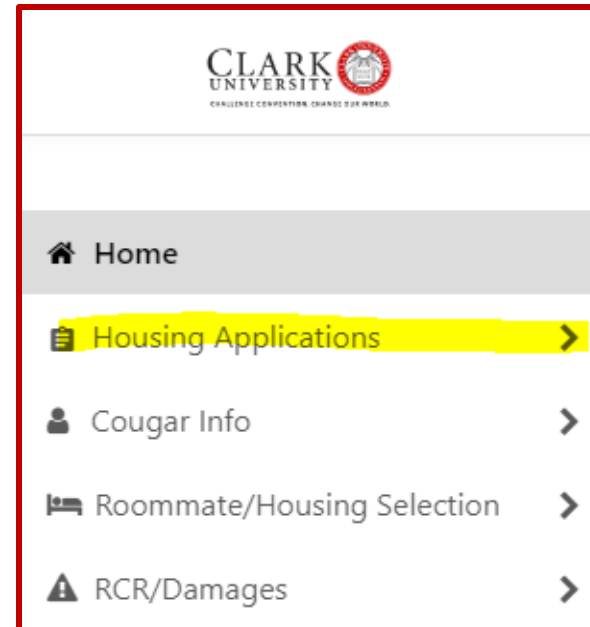 CLARK
UNIVERSITY
CHALLENGE CONVENTION. CHANGE OUR WORLD.
Home
Housing Applications
Cougar Info
Roommate/Housing Selection
RCR/Damages